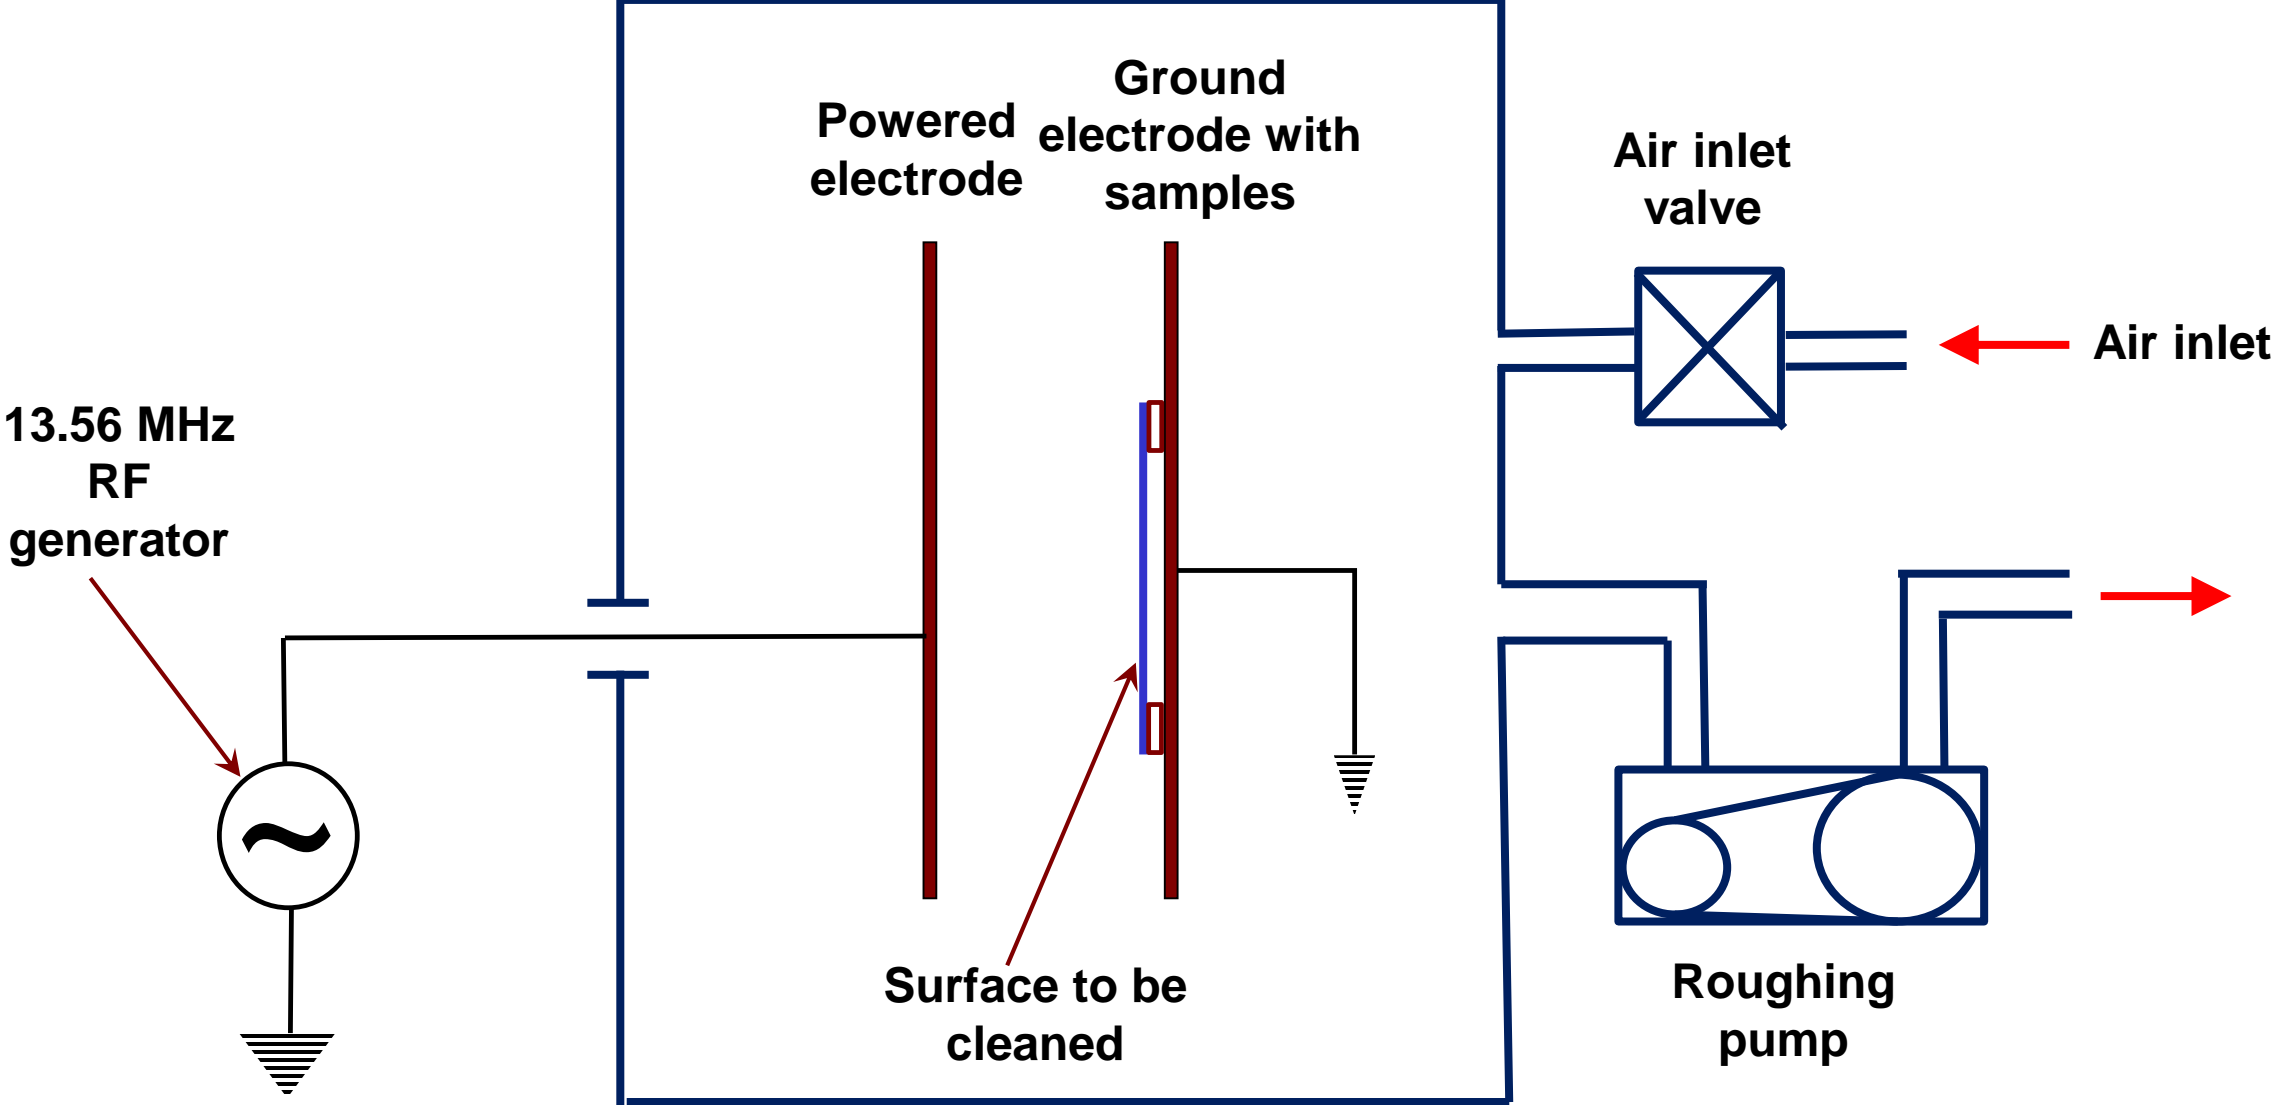 Powered
electrode
Ground
electrode with
samples
Air inlet
valve
Air inlet
13.56 MHz
RF
generator
~
Surface to be
cleaned
Roughing
pump